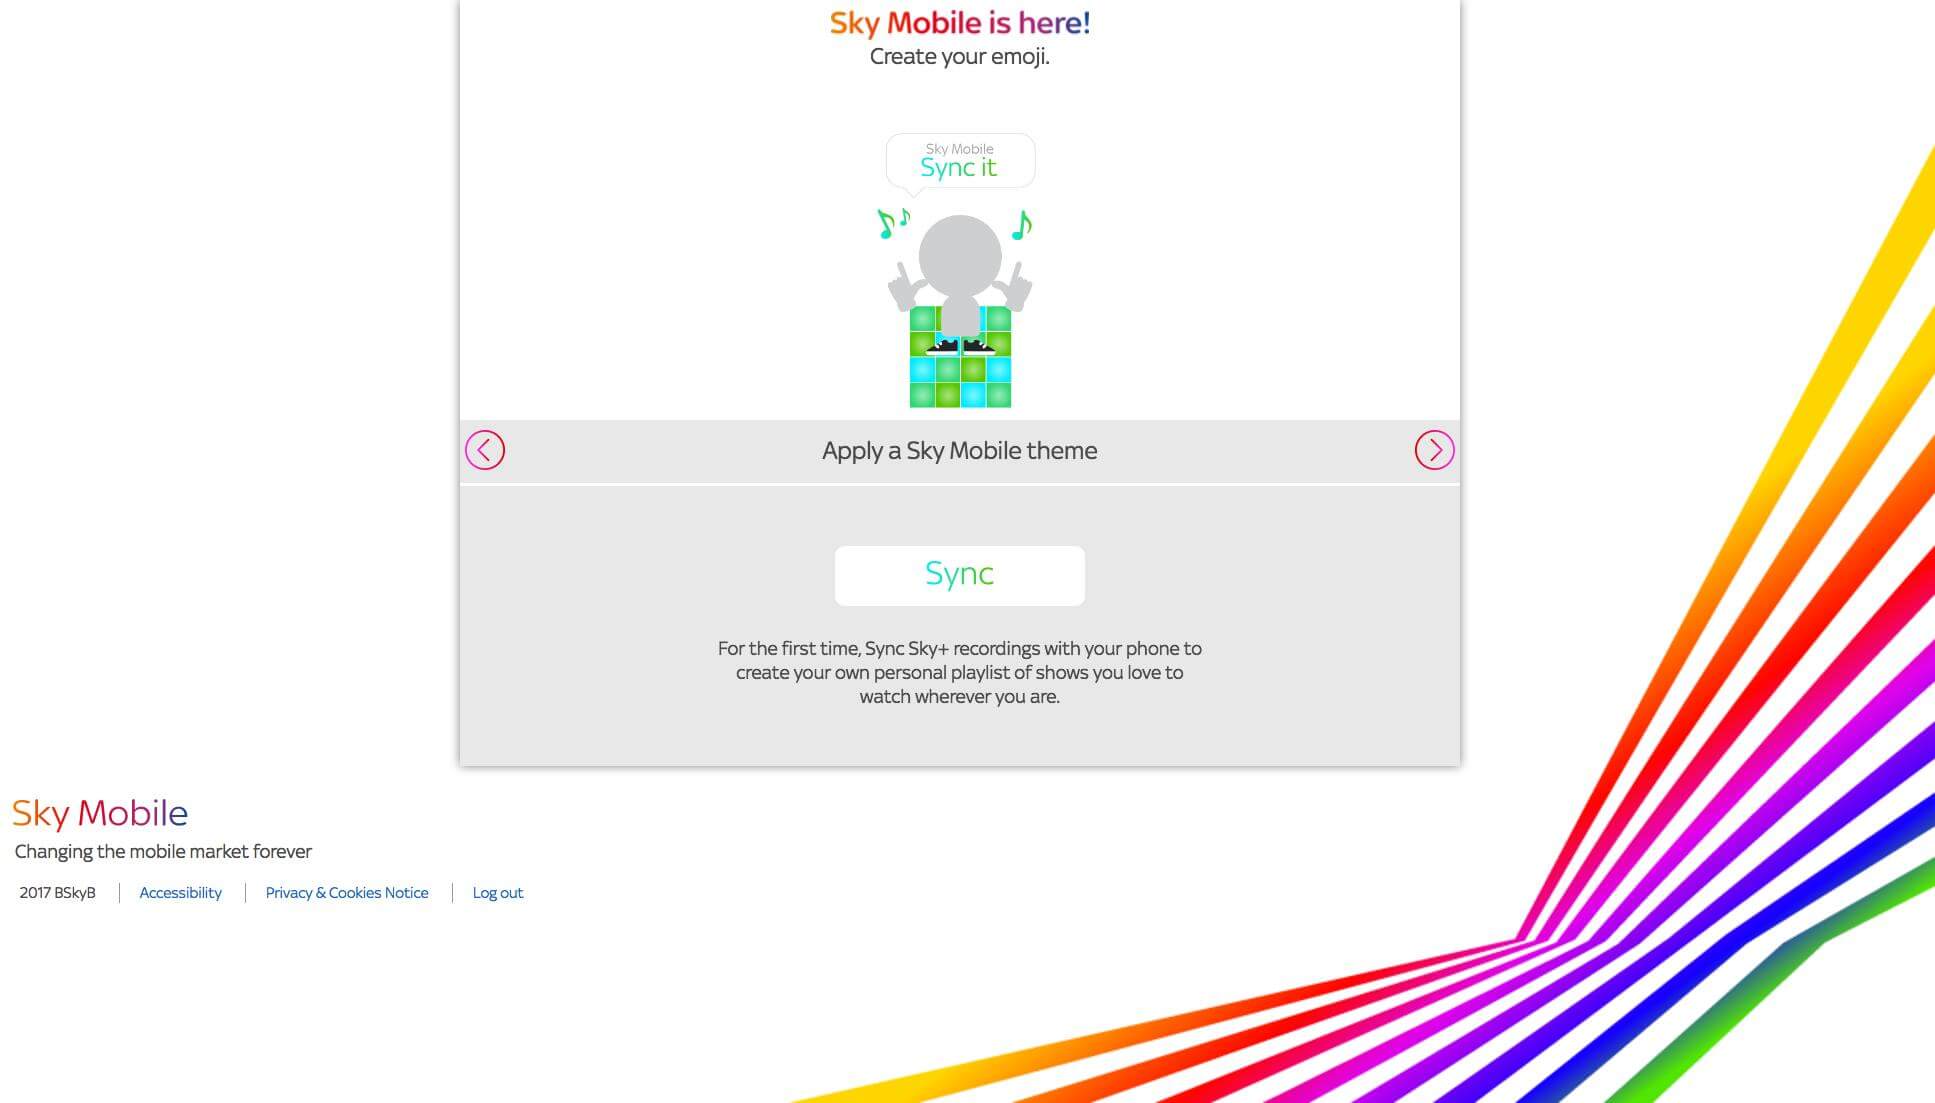 Sky Mobile is here!
Create your emoji.
Sky Mobile
Sync it
Apply a Sky Mobile theme
Sync
For the first time, Sync Sky+ recordings with your phone to
create your own personal playlist of shows you love to
watch wherever you are.
Sky Mobile
Changing the mobile market forever
2017 BSkyB
Accessibility
Privacy & Cookies Notice
Log out